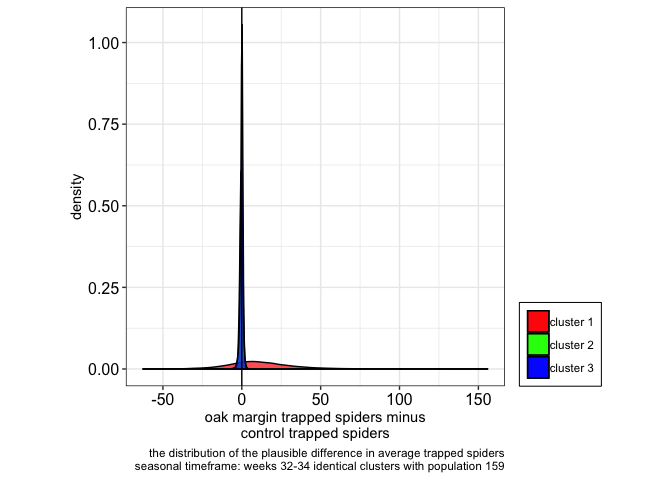 1.00
0.75
0.50
0.25
0.00
density
-50 0 50 100 150
oak margin trapped spiders minus
control trapped spiders
cluster 1
cluster 2
cluster 3
the distribution of the plausible difference in average trapped spiders
seasonal timeframe: weeks 32-34 identical clusters with population 159